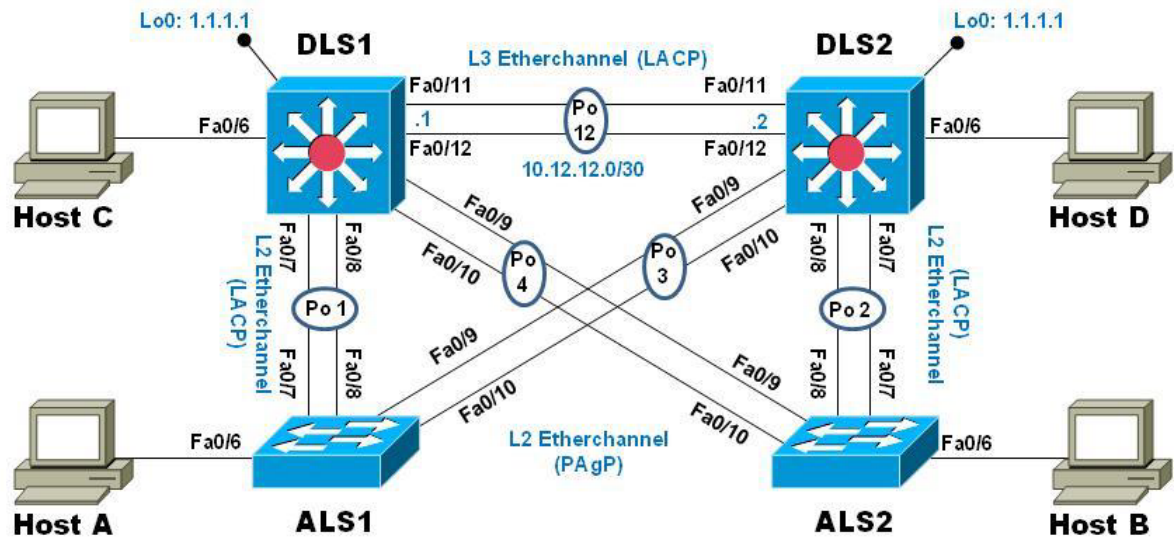 Lo0: 1.1.1.1
Lo0: 1.1.1.1
DLS1
DLS2
L3 Etherchannel (LACP)
Fa0/11
Fa0/11
Po
12
Fa0/6
.1
.2
Fa0/6
Fa0/12
Fa0/12
10.12.12.0/30
Host C
Host D
Fa0/9
Fa0/9
Fa0/10
Fa0/10
Po
4
Po
3
Fa0/7
Fa0/8
L2 Etherchannel
(LACP)
Po 1
Fa0/7
Fa0/8
Fa0/8
Fa0/7
(LACP)
L2 Etherchannel
Po 2
Fa0/8
Fa0/7
Fa0/9
Fa0/10
Fa0/9
Fa0/10
L2 Etherchannel
(PAgP)
Fa0/6
Fa0/6
Host A
ALS1
ALS2
Host B